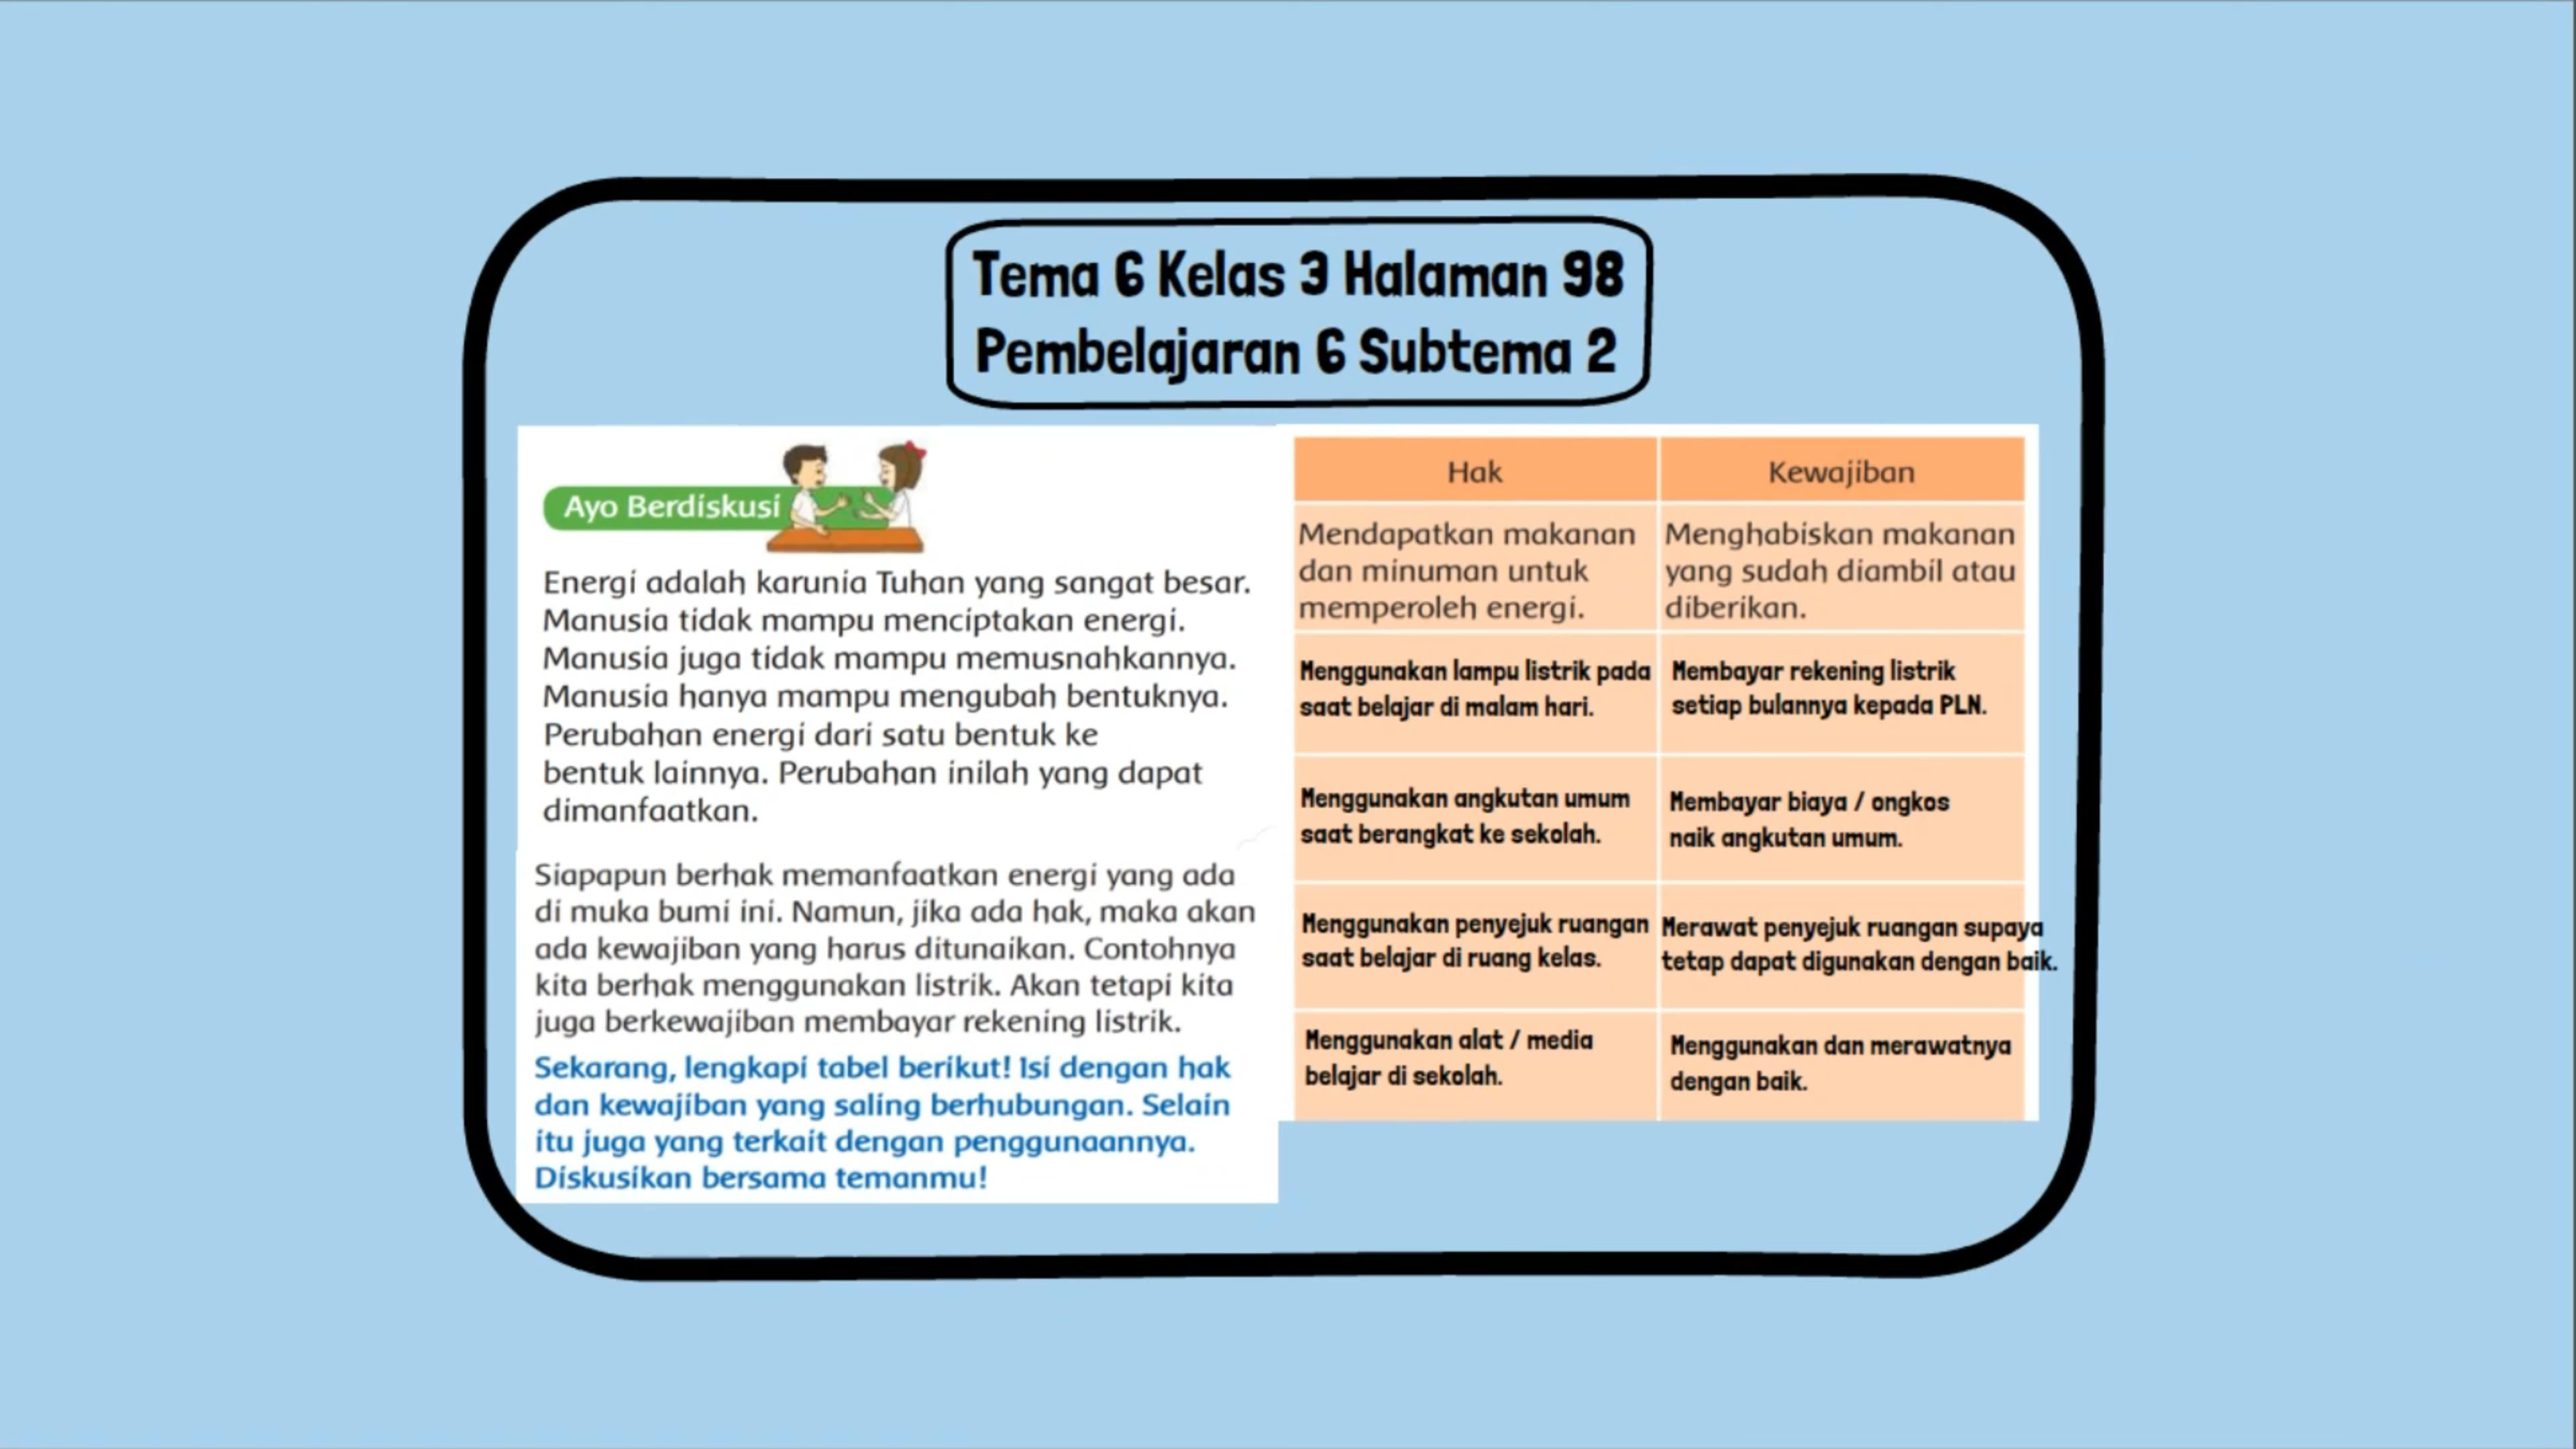 Tema 6 Kelas 3 Halaman 98
Pembelajaran 6 Subtema 2
Ayo Berdiskusi
Energi adalah karunia Tuhan yang sangat besar.
Manusia tidak mampu menciptakan energi.
Manusia juga tidak mampu memusnahkannya.
Manusia hanya mampu mengubah bentuknya.
Perubahan energi dari satu bentuk ke
bentuk lainnya. Perubahan inilah yang dapat
dimanfaatkan.
Siapapun berhak memanfaatkan energi yang ada
di muka bumi ini. Namun, jika ada hak, maka akan
ada kewajiban yang harus ditunaikan. Contohnya
kita berhak menggunakan listrik. Akan tetapi kita
juga berkewajiban membayar rekening listrik.
Sekarang, lengkapi tabel berikut! Isi dengan hak
dan kewajiban yang saling berhubungan. Selain
itu juga yang terkait dengan penggunaannya.
Diskusikan bersama temanmu!
Hak
Kewajiban
Mendapatkan makanan
dan minuman untuk
memperoleh energi.
Menghabiskan makanan
yang sudah diambil atau
diberikan.
Menggunakan lampu listrik pada
saat belajar di malam hari.
Membayar rekening listrik
setiap bulannya kepada PLN.
Menggunakan angkutan umum
saat berangkat ke sekolah.
Membayar biaya / ongkos
naik angkutan umum.
Menggunakan penyejuk ruangan
saat belajar di ruang kelas.
Merawat penyejuk ruangan supaya
tetap dapat digunakan dengan baik.
Menggunakan alat / media
belajar di sekolah.
Menggunakan dan merawatnya
dengan baik.